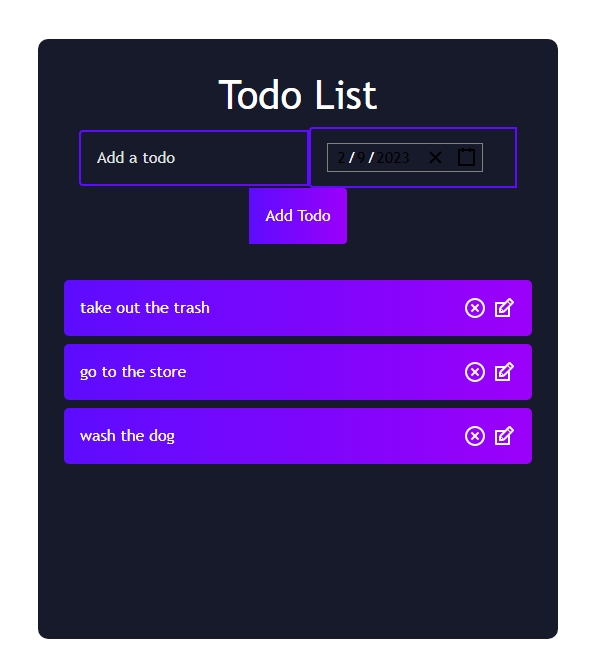 Todo List
Add a todo
2/9/2023
Add Todo
take out the trash
go to the store
wash the dog